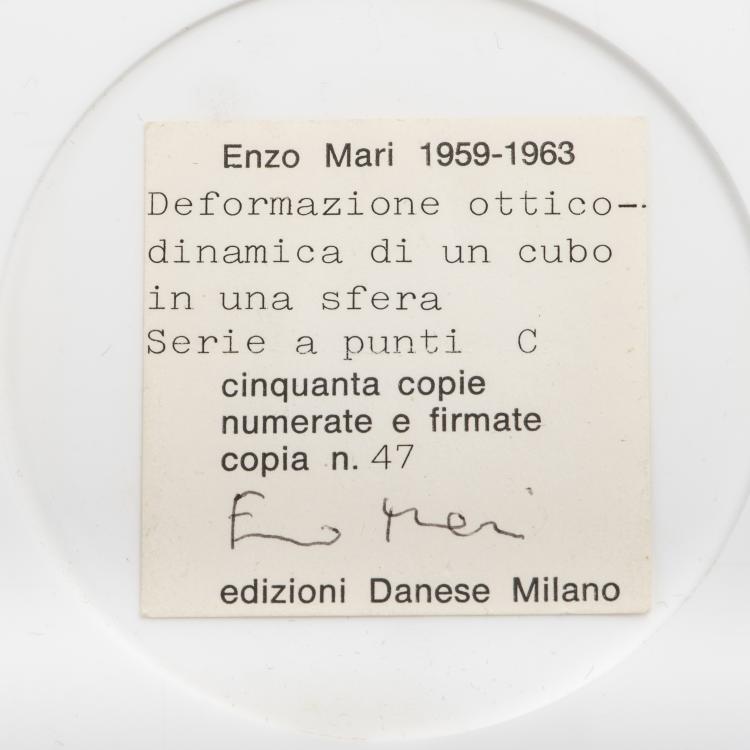 Enzo Mari 1959-1963
Deformazione ottico-
dinamica di un cubo
in una sfera
Serie a punti C
cinquanta copie
numerate e firmate
copia n. 47
Enzo Mari
edizioni Danese Milano